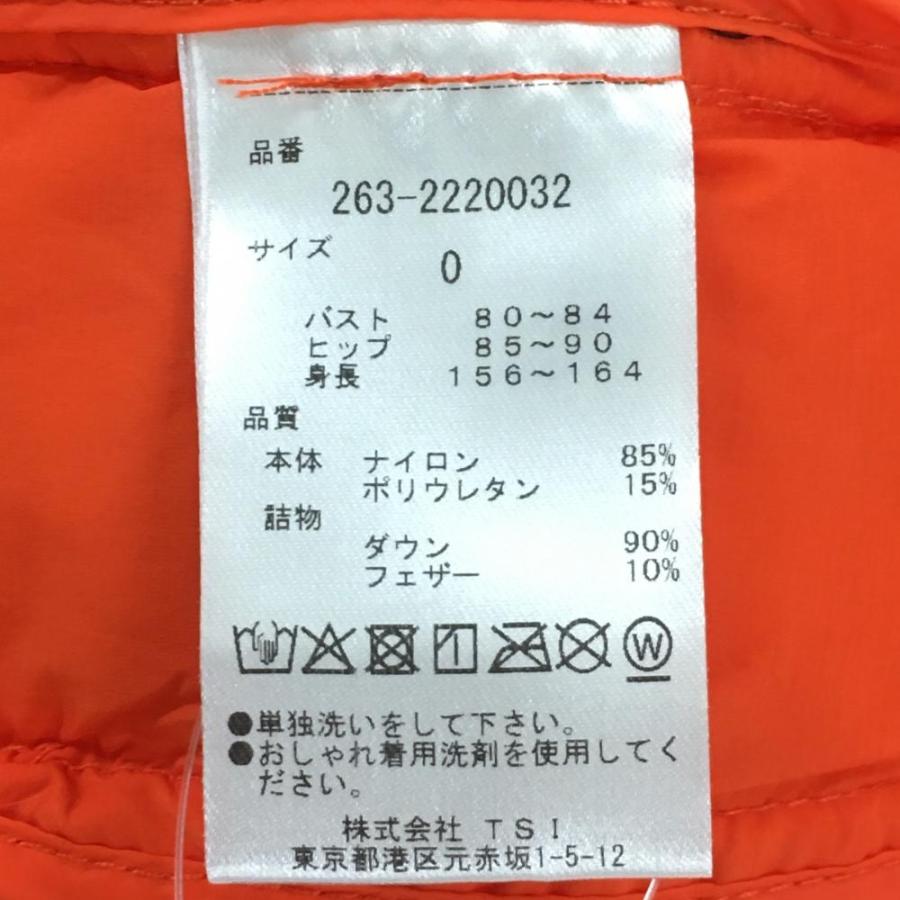 品番
263-2220032
サイズ
0
バスト 80～84
ヒップ 85～90
身長 156～164
品質
本体 ナイロン 85%
ポリウレタン 15%
詰物
ダウン 90%
フェザー 10%
W
●単独洗いをして下さい。
●おしゃれ着用洗剤を使用してく
ださい。
株式会社 TSI
東京都港区元赤坂1-5-12